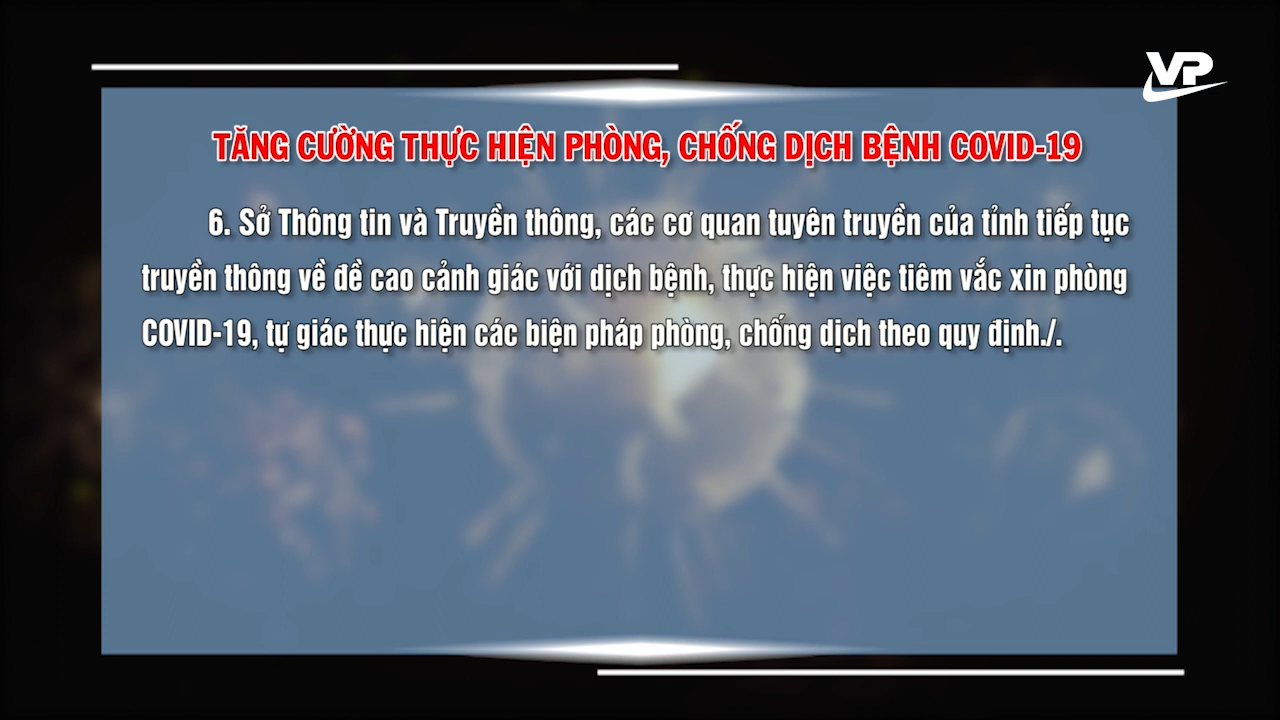 VP
TĂNG CƯỜNG THỰC HIỆN PHÒNG, CHỐNG DỊCH BỆNH COVID-19
6. Sở Thông tin và Truyền thông, các cơ quan tuyên truyền của tỉnh tiếp tục
truyền thông về đề cao cảnh giác với dịch bệnh, thực hiện việc tiêm vắc xin phòng
COVID-19, tự giác thực hiện các biện pháp phòng, chống dịch theo quy định./.